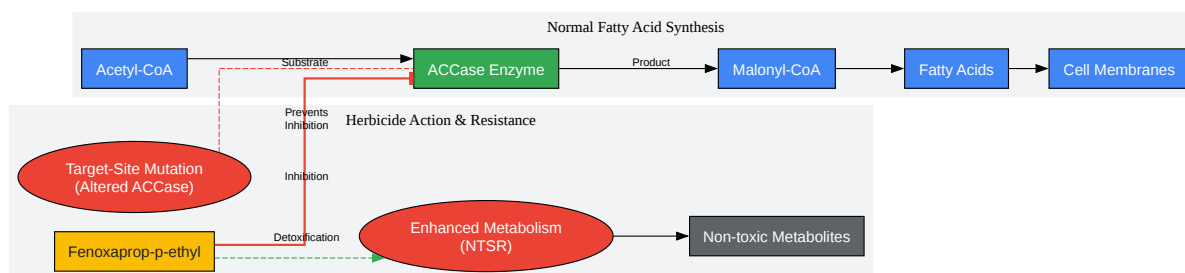 Normal Fatty Acid Synthesis
Acetyl-CoA
Substrate
ACCase Enzyme
Product
Malonyl-CoA
Fatty Acids
Cell Membranes
Prevents
Inhibition
Herbicide Action & Resistance
Target-Site Mutation
(Altered ACCase)
Inhibition
Fenoxaprop-p-ethyl
Detoxification
Enhanced Metabolism
(NTSR)
Non-toxic Metabolites